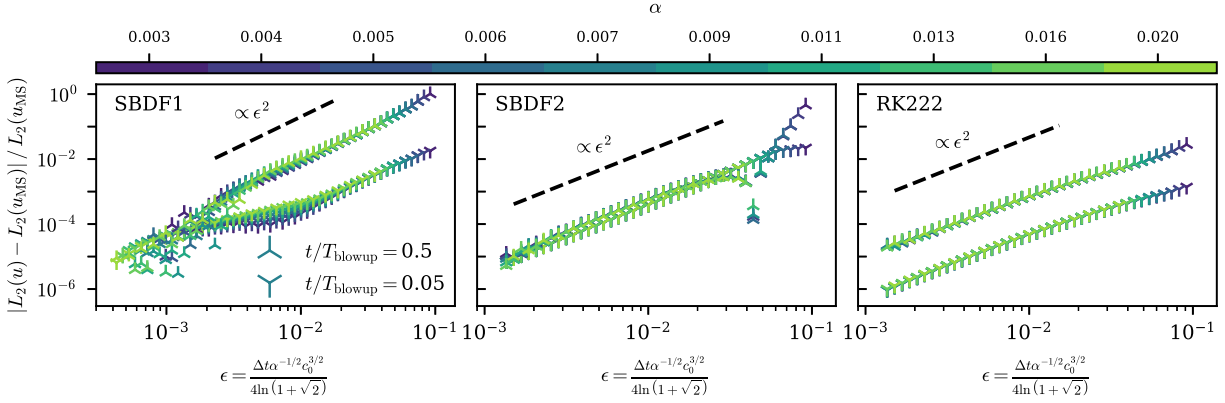 α
0.003 0.004 0.005 0.006 0.007 0.009 0.011 0.013 0.016 0.020
|L₂(u) − L₂(u_MS)| / L₂(u_MS)
10⁰
10⁻²
10⁻⁴
10⁻⁶
SBDF1
∝ ϵ²
t/T_blowup = 0.5
t/T_blowup = 0.05
10⁻³ 10⁻² 10⁻¹
ϵ = Δtα^{−1/2}c₀^{3/2} / 4ln(1+√2)
SBDF2
∝ ϵ²
10⁻³ 10⁻² 10⁻¹
ϵ = Δtα^{−1/2}c₀^{3/2} / 4ln(1+√2)
RK222
∝ ϵ²
10⁻³ 10⁻² 10⁻¹
ϵ = Δtα^{−1/2}c₀^{3/2} / 4ln(1+√2)